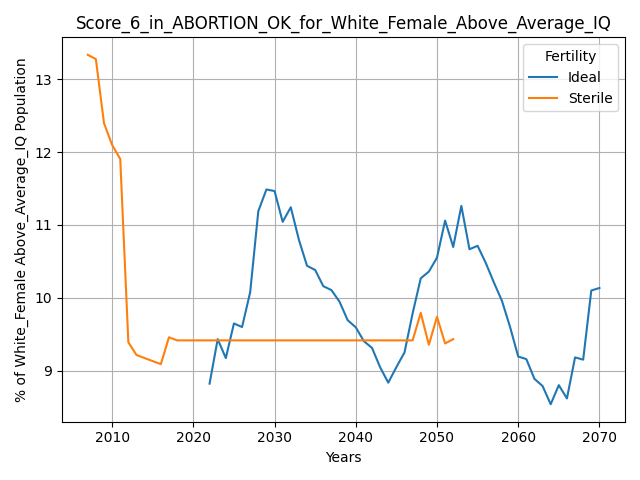 Score_6_in_ABORTION_OK_for_White_Female_Above_Average_IQ
% of White_Female Above_Average_IQ Population
13
12
11
10
9
Fertility
Ideal
Sterile
2010 2020 2030 2040 2050 2060 2070
Years